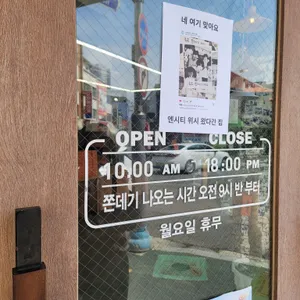 네 여기 맞아요
엔시티 위시 왔다간 집
OPEN CLOSE
10:00 AM 18:00 PM
쫀데기 나오는 시간 오전 9시 반 부터
월요일 휴무